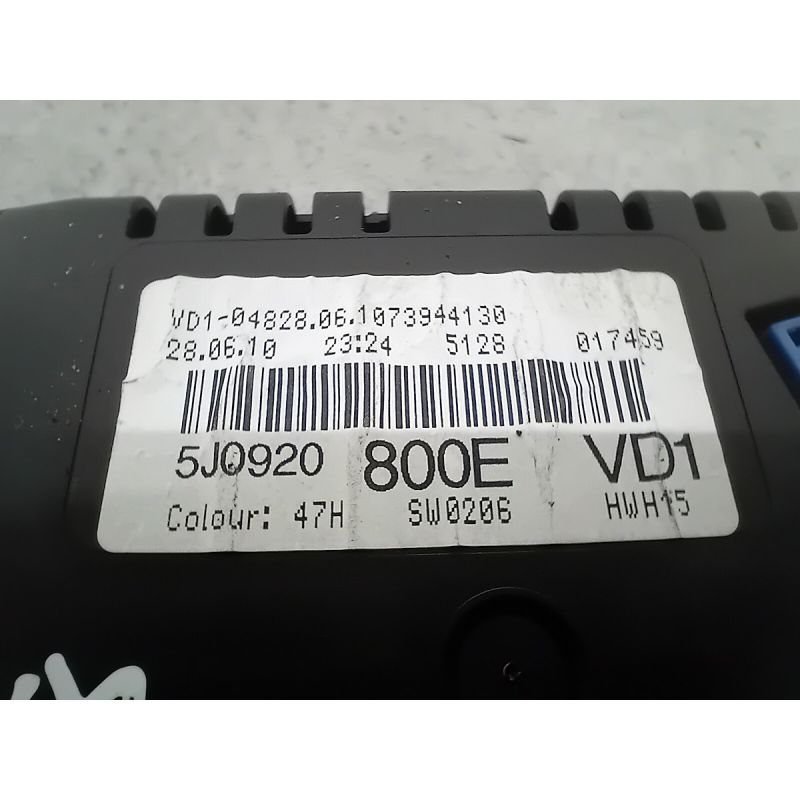 VD1-04828.06.1073944130
28.06.10 23:24 5128 017459
5J0920 800E VD1
Colour: 47H SW0206 HWH15